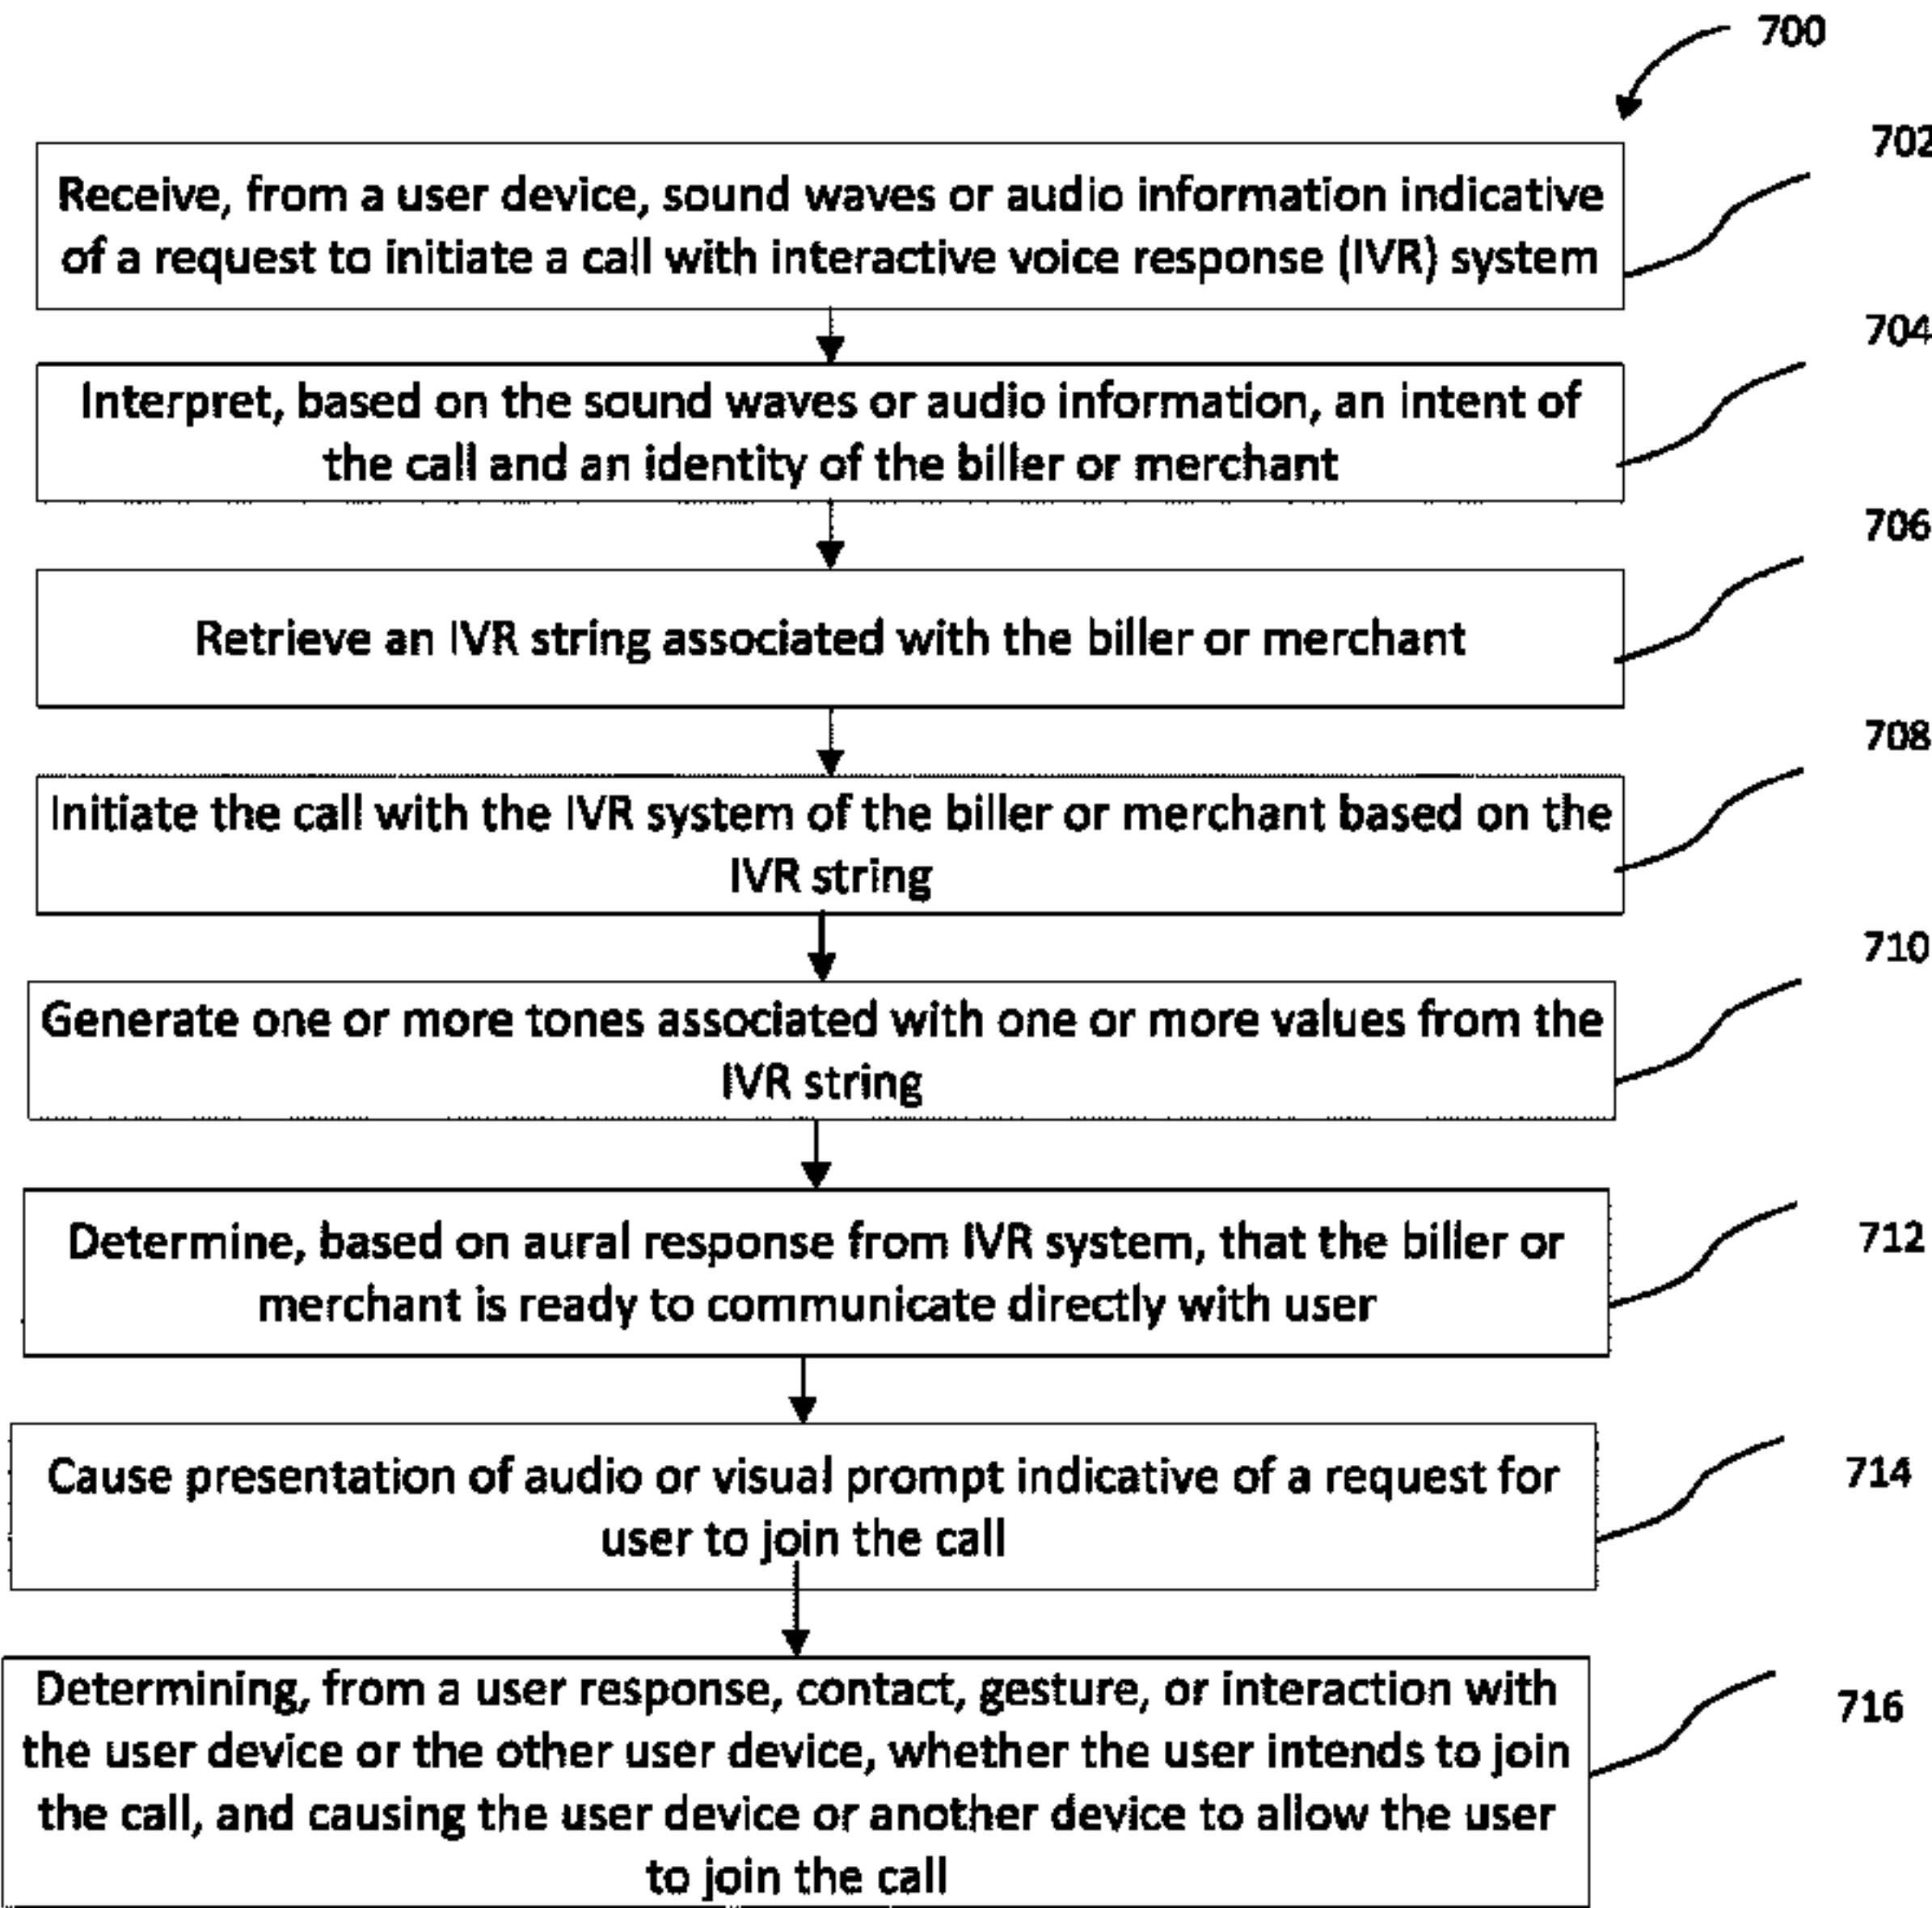 700
702
Receive, from a user device, sound waves or audio information indicative
of a request to initiate a call with interactive voice response (IVR) system
704
Interpret, based on the sound waves or audio information, an intent of
the call and an identity of the biller or merchant
706
Retrieve an IVR string associated with the biller or merchant
708
Initiate the call with the IVR system of the biller or merchant based on the
IVR string
710
Generate one or more tones associated with one or more values from the
IVR string
712
Determine, based on aural response from IVR system, that the biller or
merchant is ready to communicate directly with user
714
Cause presentation of audio or visual prompt indicative of a request for
user to join the call
716
Determining, from a user response, contact, gesture, or interaction with
the user device or the other user device, whether the user intends to join
the call, and causing the user device or another device to allow the user
to join the call